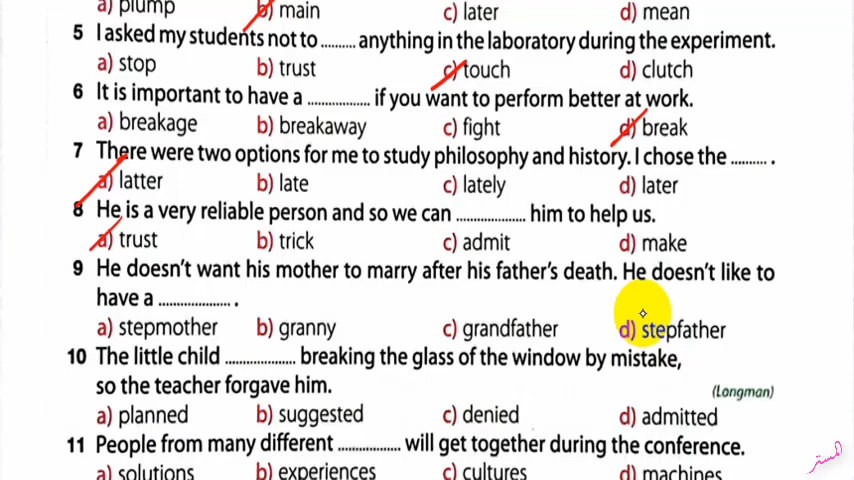 a) plump b) main c) later d) mean
5 I asked my students not to ......... anything in the laboratory during the experiment.
a) stop b) trust c) touch d) clutch
6 It is important to have a ................ if you want to perform better at work.
a) breakage b) breakaway c) fight d) break
7 There were two options for me to study philosophy and history. I chose the ......... .
a) latter b) late c) lately d) later
8 He is a very reliable person and so we can .................. him to help us.
a) trust b) trick c) admit d) make
9 He doesn't want his mother to marry after his father's death. He doesn't like to
have a .................. .
a) stepmother b) granny c) grandfather d) stepfather
10 The little child .................. breaking the glass of the window by mistake,
so the teacher forgave him.
(Longman)
a) planned b) suggested c) denied d) admitted
11 People from many different ................ will get together during the conference.
a) solutions b) experiences c) cultures d) machines
المستر